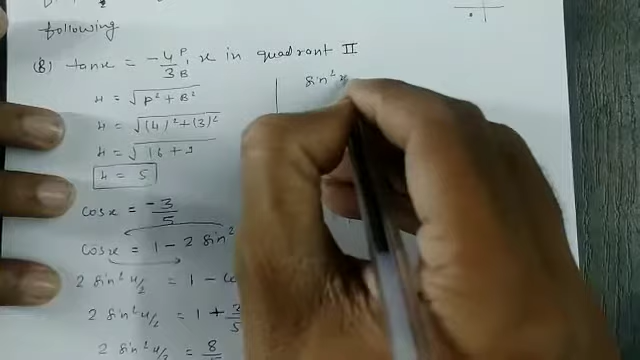 following
(8) tanx = -4/3 P/B, x in quadrant II
H = √P² + B²
H = √(4)² + (3)²
H = √16 + 9
H = 5
cosx = -3/5
cosx = 1 - 2 sin²
2 sin² x/2 = 1 -
2 sin² x/2 = 1 + 3/5
2 sin² x/2 = 8
sin² x